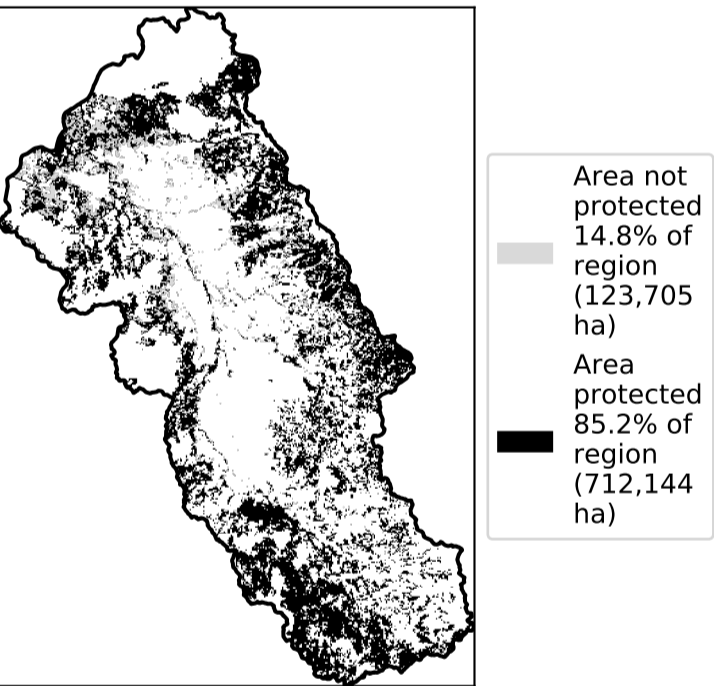 Area not
protected
14.8% of
region
(123,705
ha)
Area
protected
85.2% of
region
(712,144
ha)